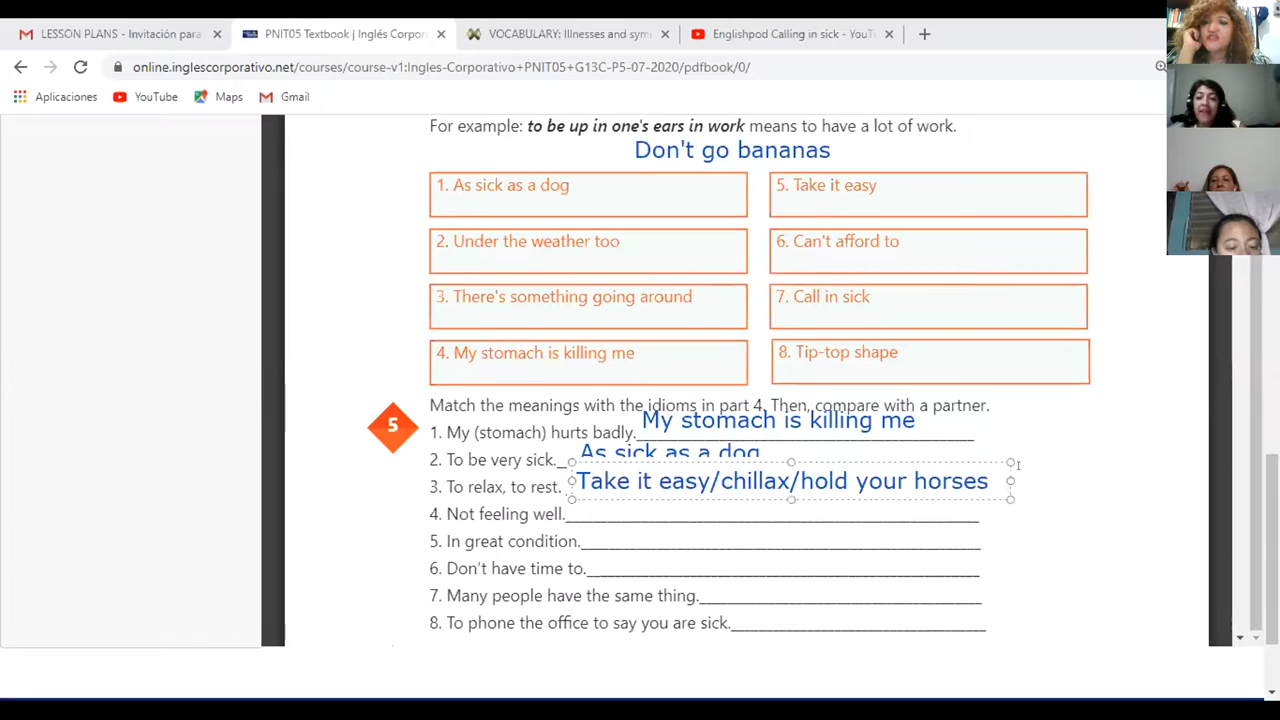 LESSON PLANS - Invitación para
PNIT05 Textbook | Inglés Corpor
VOCABULARY: Illnesses and sym
Englishpod Calling in sick - YouT
online.inglescorporativo.net/courses/course-v1:Ingles-Corporativo+PNIT05+G13C-P5-07-2020/pdfbook/0/
Aplicaciones
YouTube
Maps
Gmail
For example: to be up in one's ears in work means to have a lot of work.
Don't go bananas
1. As sick as a dog
5. Take it easy
2. Under the weather too
6. Can't afford to
3. There's something going around
7. Call in sick
4. My stomach is killing me
8. Tip-top shape
5
Match the meanings with the idioms in part 4. Then, compare with a partner.
1. My (stomach) hurts badly. My stomach is killing me
2. To be very sick. As sick as a dog
3. To relax, to rest. Take it easy/chillax/hold your horses
4. Not feeling well.
5. In great condition.
6. Don't have time to.
7. Many people have the same thing.
8. To phone the office to say you are sick.